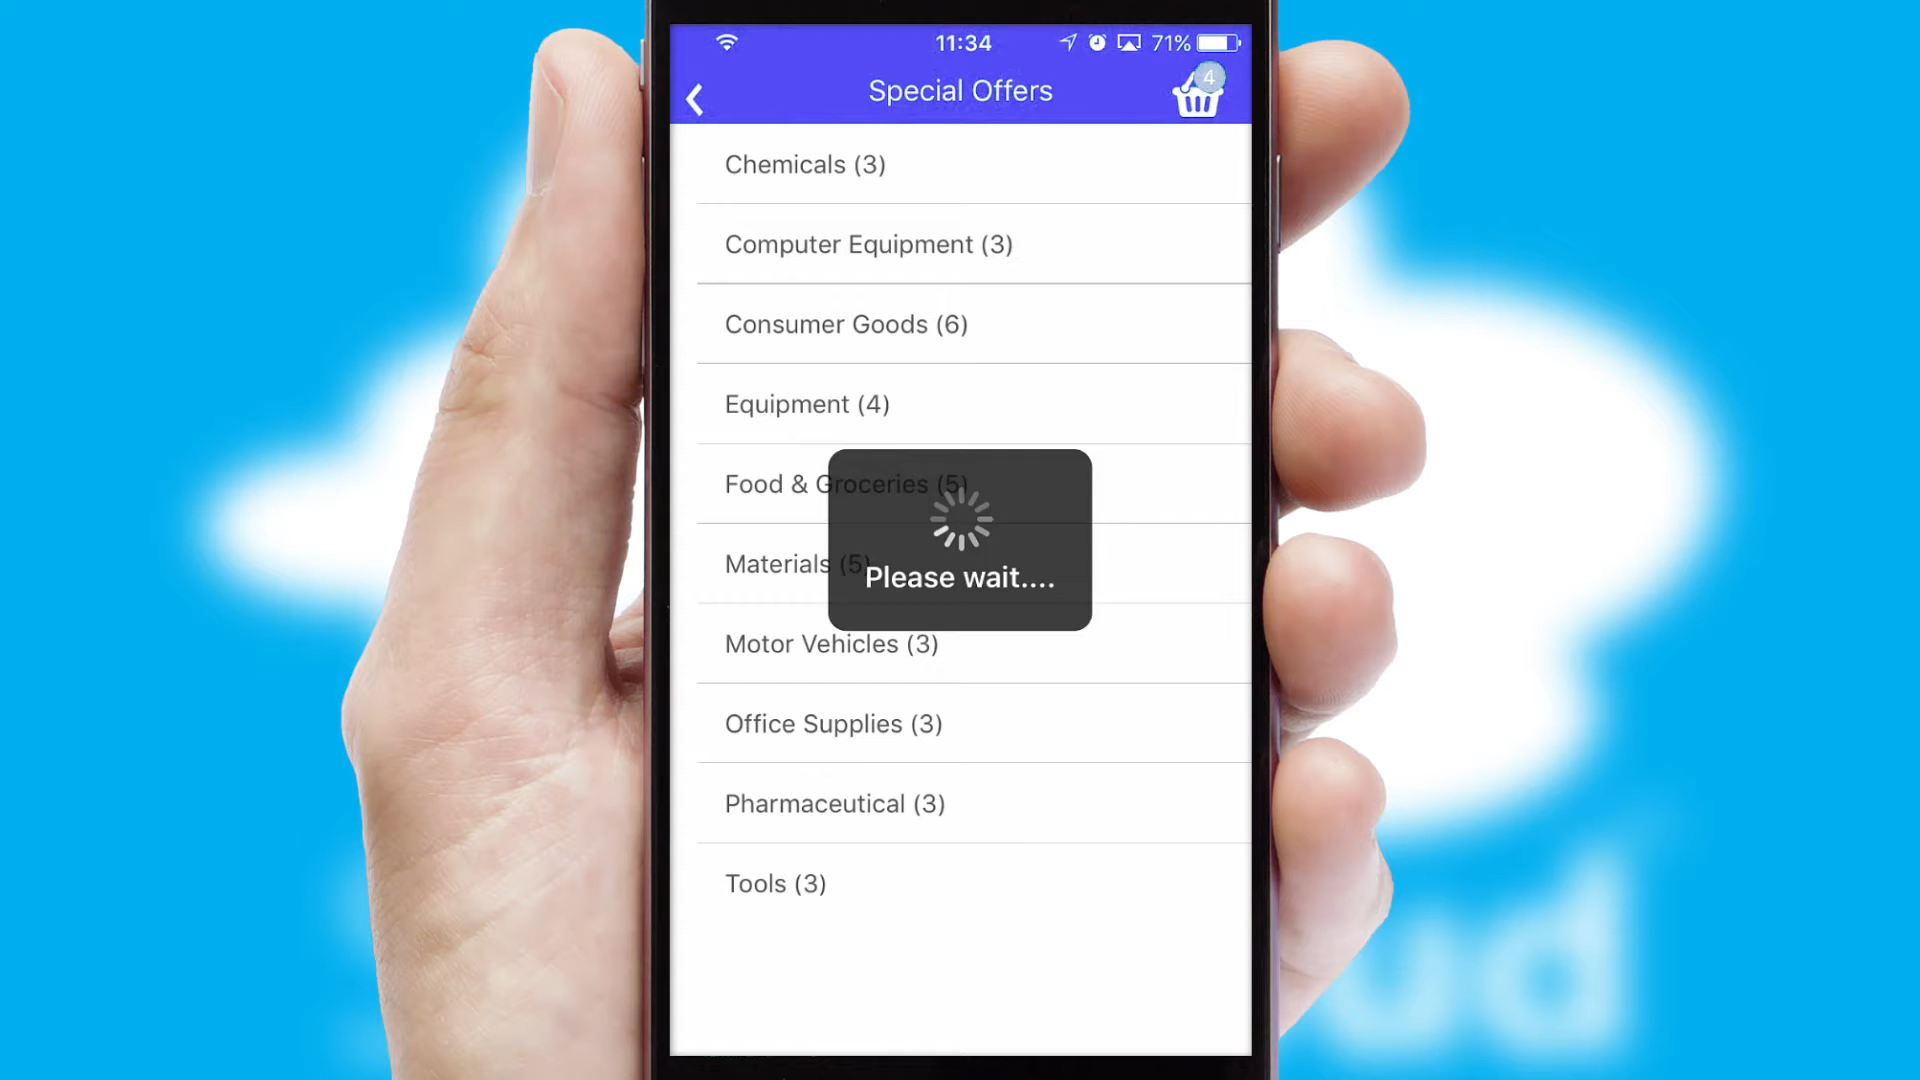 11:34
71%
Special Offers
4
Chemicals (3)
Computer Equipment (3)
Consumer Goods (6)
Equipment (4)
Food & Groceries (5)
Materials (5)
Please wait....
Motor Vehicles (3)
Office Supplies (3)
Pharmaceutical (3)
Tools (3)
ud